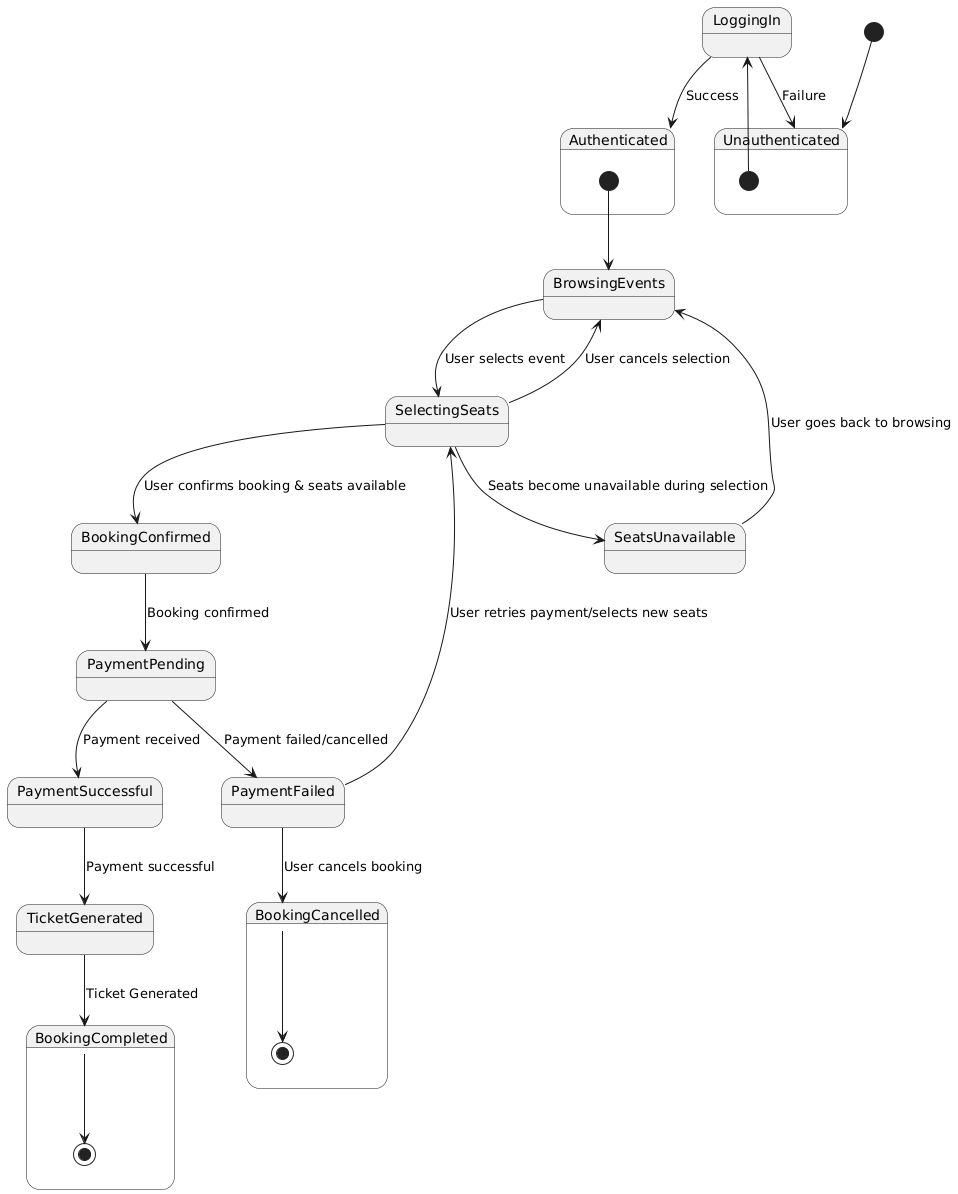 LoggingIn
Success
Failure
Authenticated
Unauthenticated
BrowsingEvents
User selects event
User cancels selection
SelectingSeats
User goes back to browsing
User confirms booking & seats available
Seats become unavailable during selection
BookingConfirmed
SeatsUnavailable
Booking confirmed
User retries payment/selects new seats
PaymentPending
Payment received
Payment failed/cancelled
PaymentSuccessful
PaymentFailed
Payment successful
User cancels booking
TicketGenerated
BookingCancelled
Ticket Generated
BookingCompleted